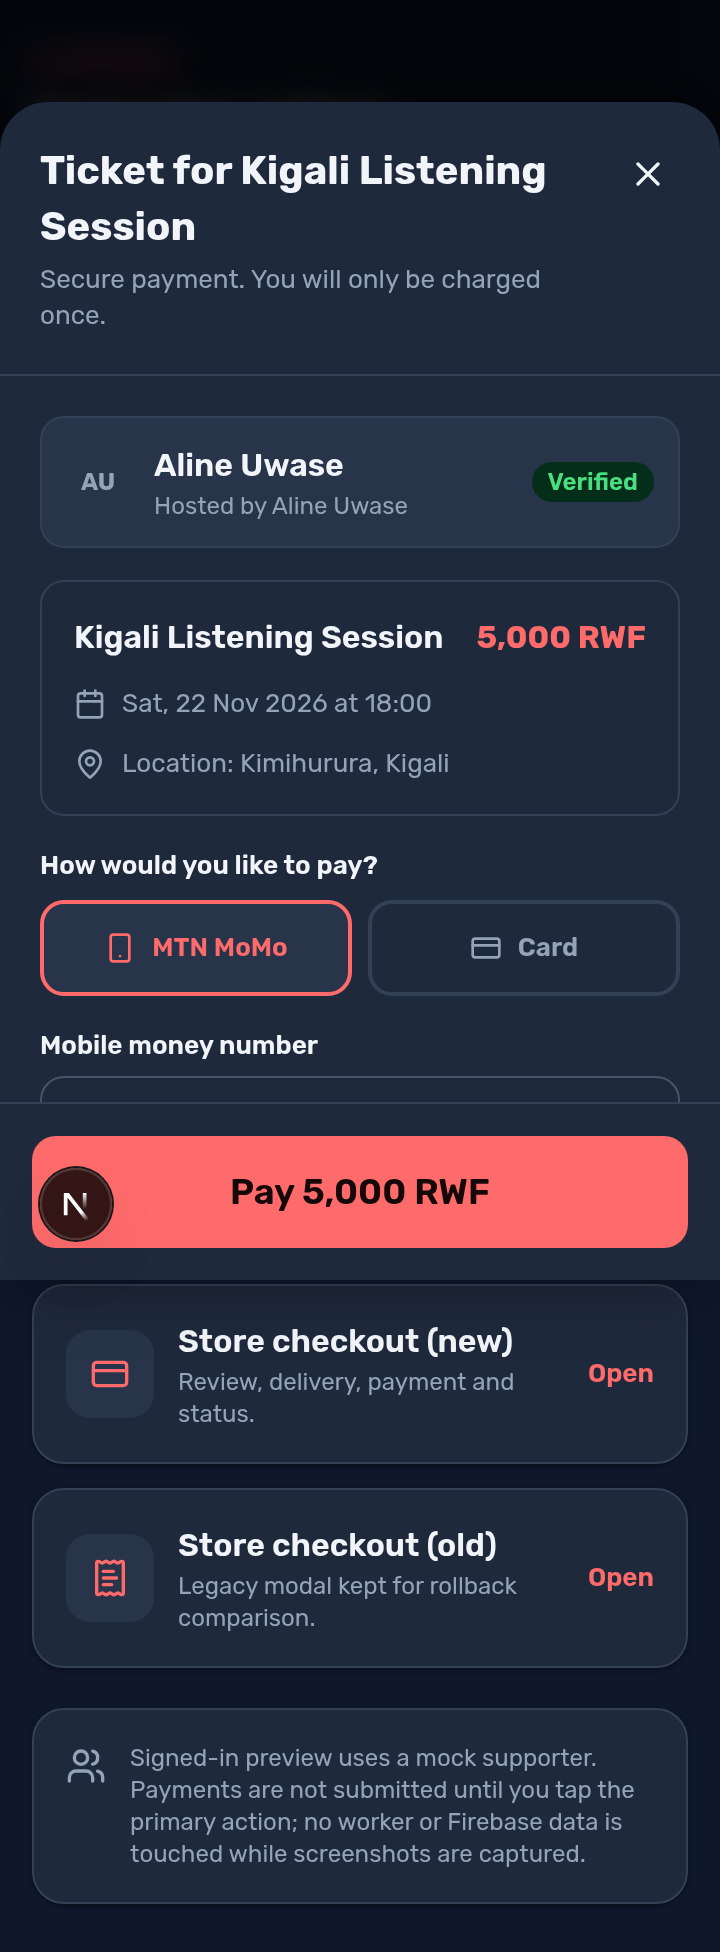 Ticket for Kigali Listening
Session
Secure payment. You will only be charged
once.
AU
Aline Uwase
Hosted by Aline Uwase
Verified
Kigali Listening Session
5,000 RWF
Sat, 22 Nov 2026 at 18:00
Location: Kimihurura, Kigali
How would you like to pay?
MTN MoMo
Card
Mobile money number
N
Pay 5,000 RWF
Store checkout (new)
Review, delivery, payment and
status.
Open
Store checkout (old)
Legacy modal kept for rollback
comparison.
Open
Signed-in preview uses a mock supporter.
Payments are not submitted until you tap the
primary action; no worker or Firebase data is
touched while screenshots are captured.